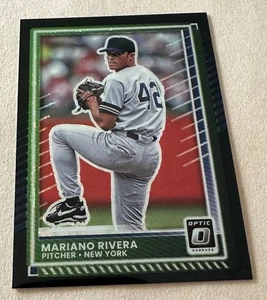 42
MARIANO RIVERA
PITCHER • NEW YORK
OPTIC